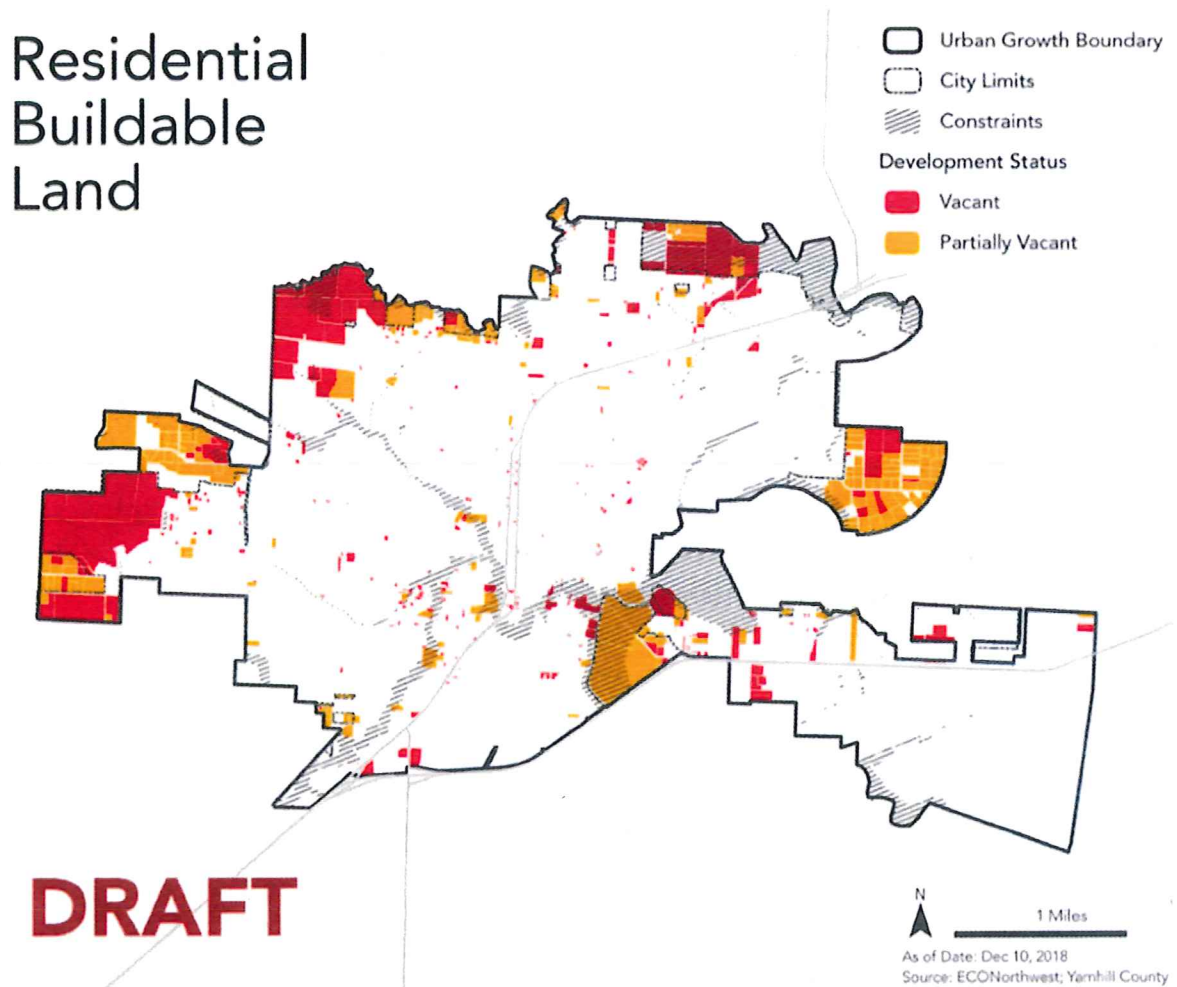 Residential
Buildable
Land
Urban Growth Boundary
City Limits
Constraints
Development Status
Vacant
Partially Vacant
DRAFT
N
1 Miles
As of Date: Dec 10, 2018
Source: ECONorthwest; Yamhill County